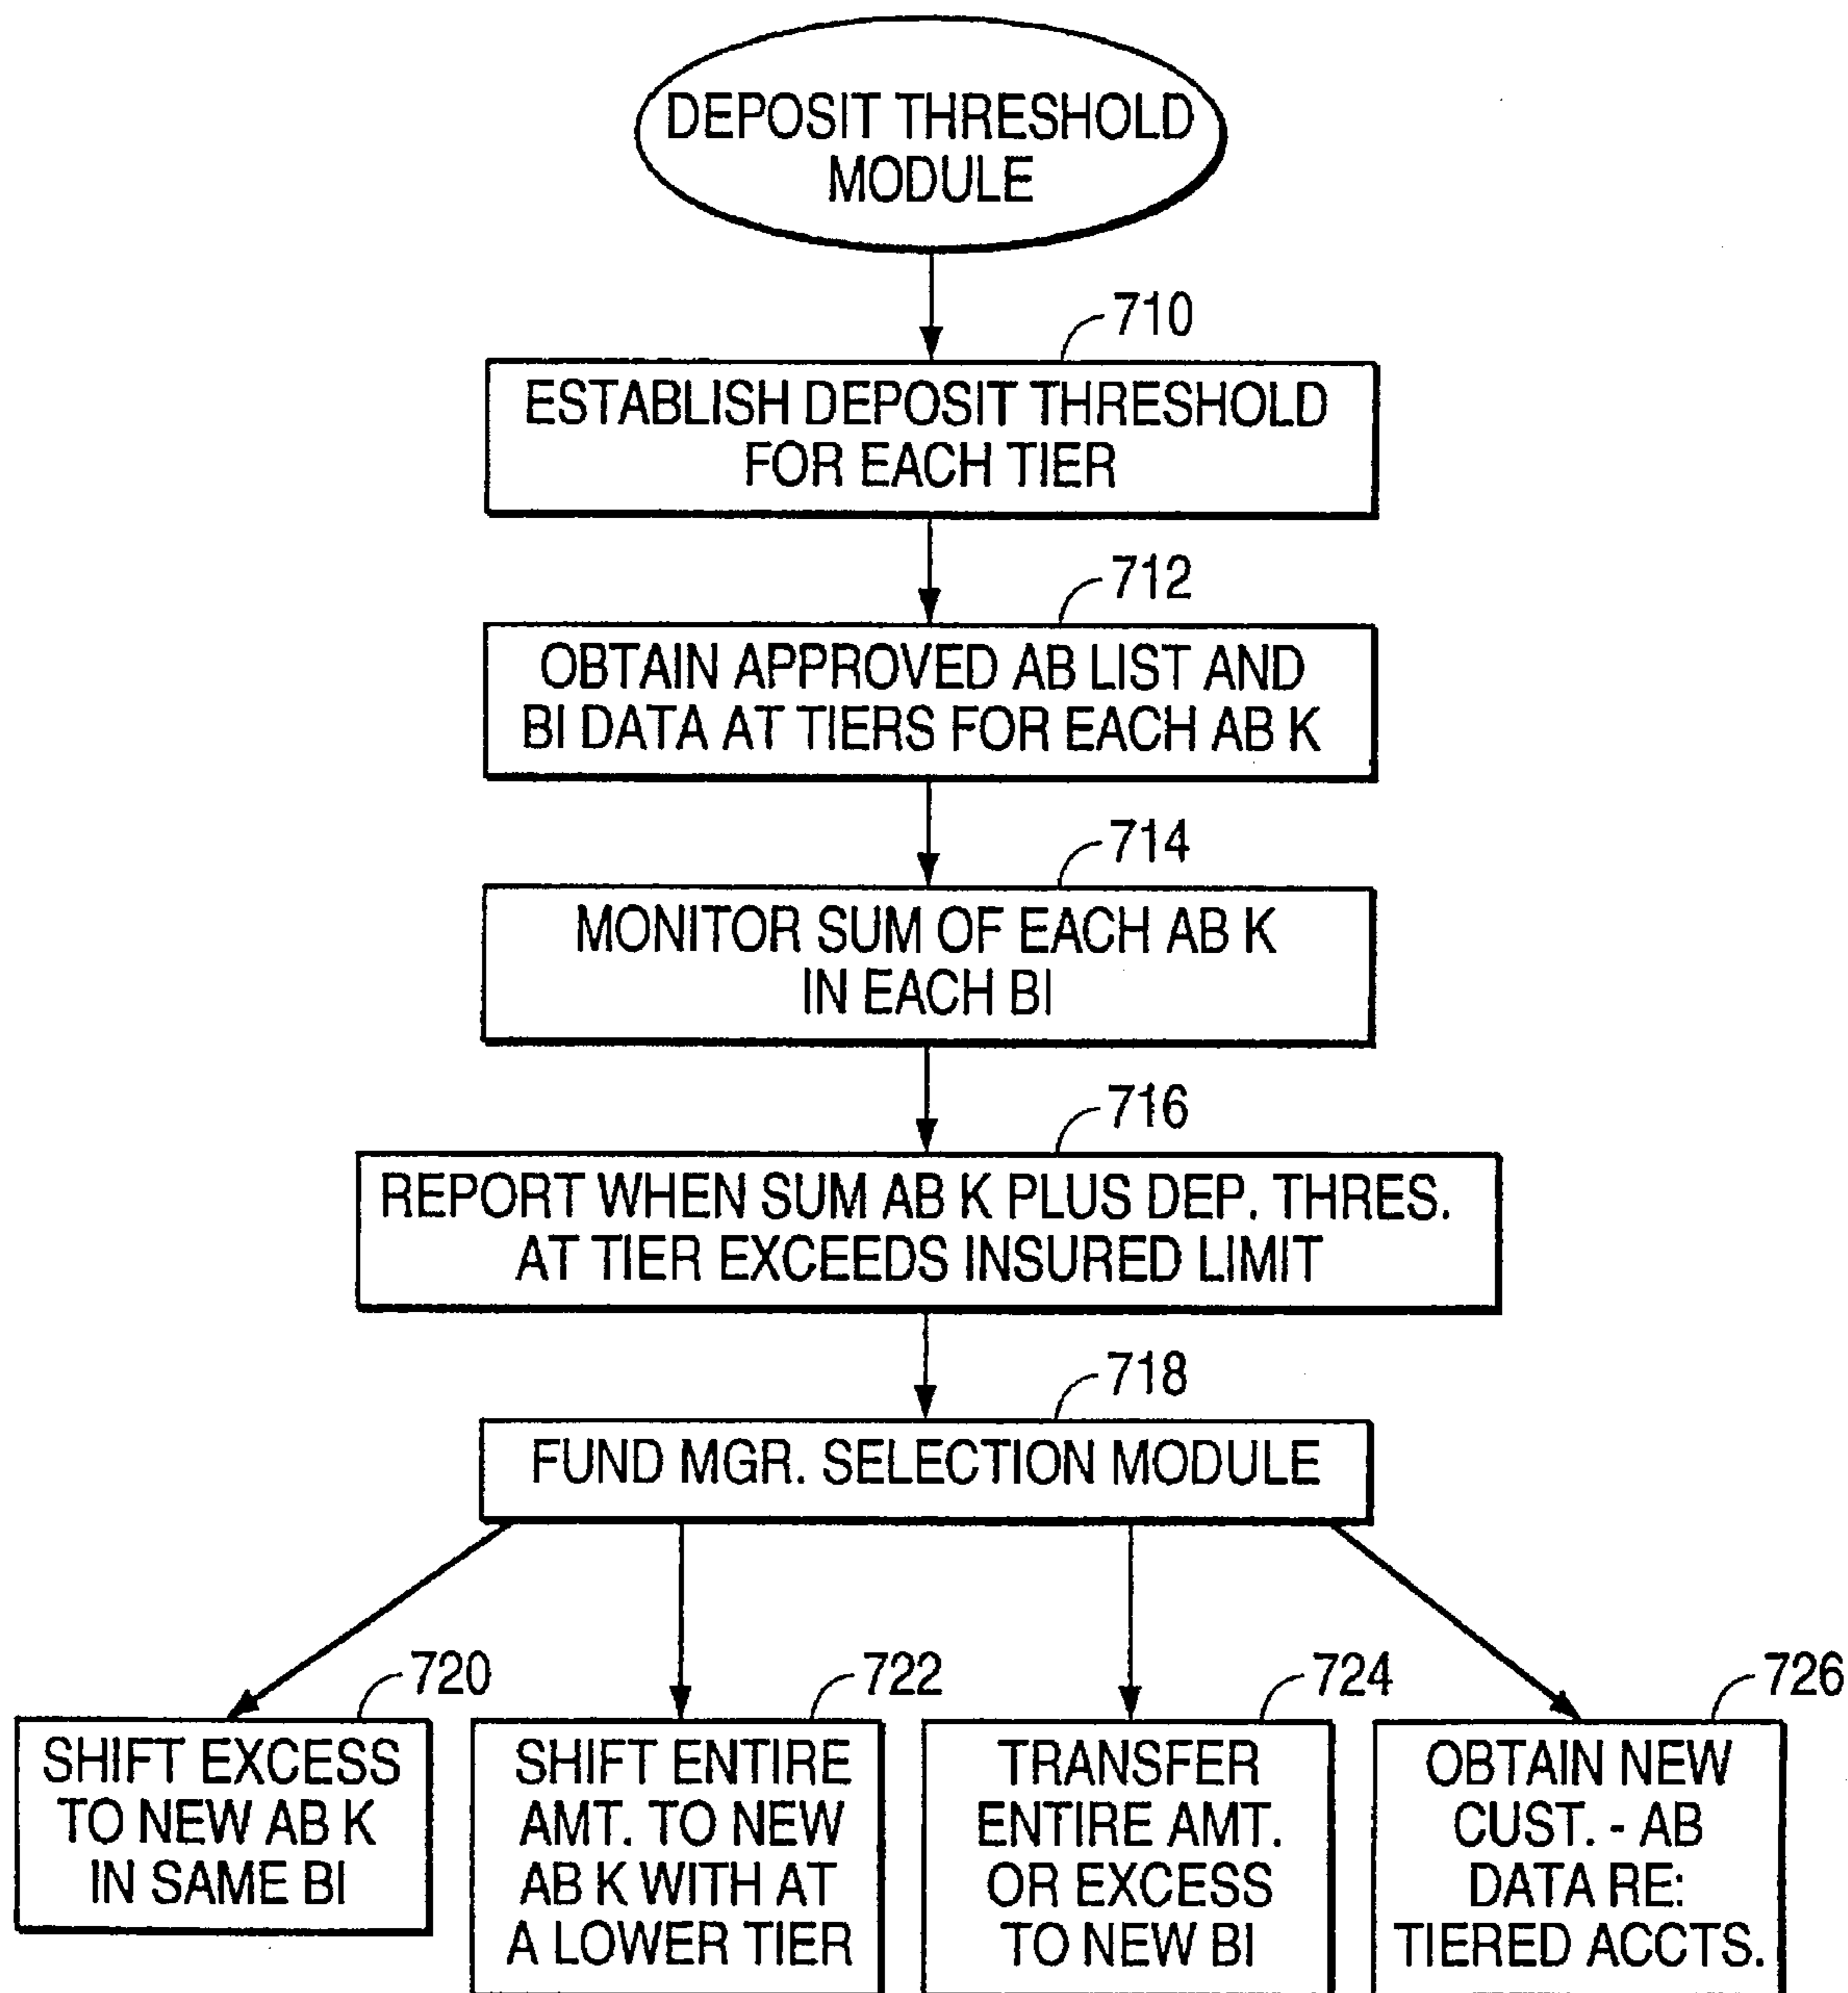 DEPOSIT THRESHOLD
MODULE
710
ESTABLISH DEPOSIT THRESHOLD
FOR EACH TIER
712
OBTAIN APPROVED AB LIST AND
BI DATA AT TIERS FOR EACH AB K
714
MONITOR SUM OF EACH AB K
IN EACH BI
716
REPORT WHEN SUM AB K PLUS DEP. THRES.
AT TIER EXCEEDS INSURED LIMIT
718
FUND MGR. SELECTION MODULE
720
SHIFT EXCESS
TO NEW AB K
IN SAME BI
722
SHIFT ENTIRE
AMT. TO NEW
AB K WITH AT
A LOWER TIER
724
TRANSFER
ENTIRE AMT.
OR EXCESS
TO NEW BI
726
OBTAIN NEW
CUST. - AB
DATA RE:
TIERED ACCTS.